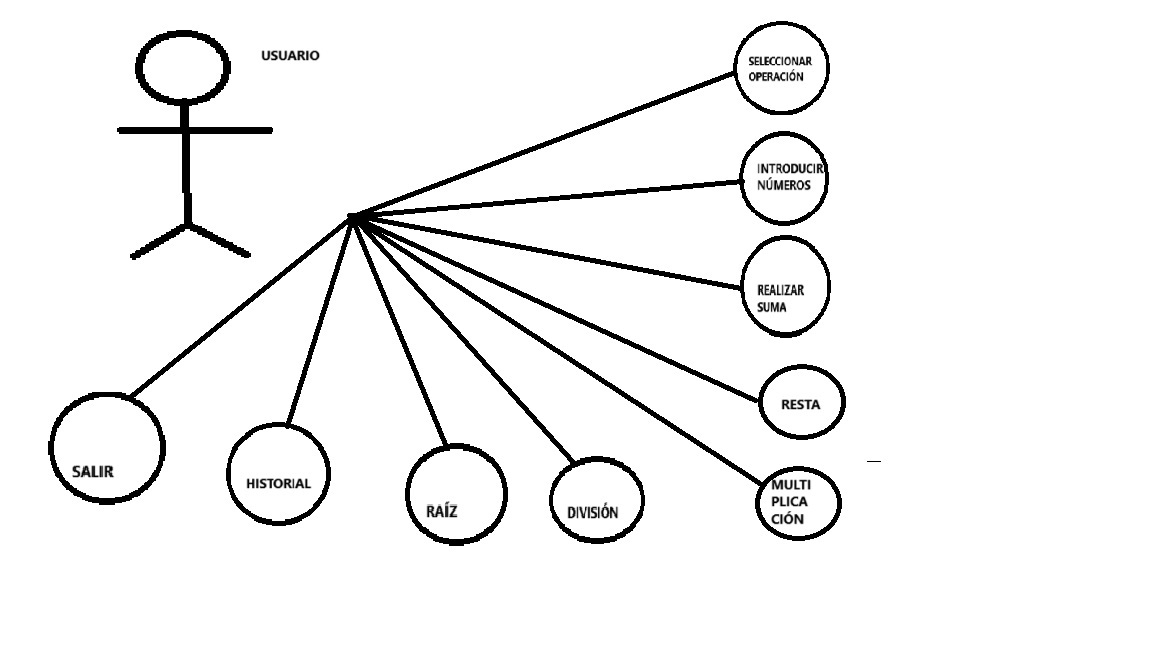 USUARIO
SELECCIONAR
OPERACIÓN
INTRODUCIR
NÚMEROS
REALIZAR
SUMA
RESTA
MULTI
PLICA
CIÓN
DIVISIÓN
RAÍZ
HISTORIAL
SALIR